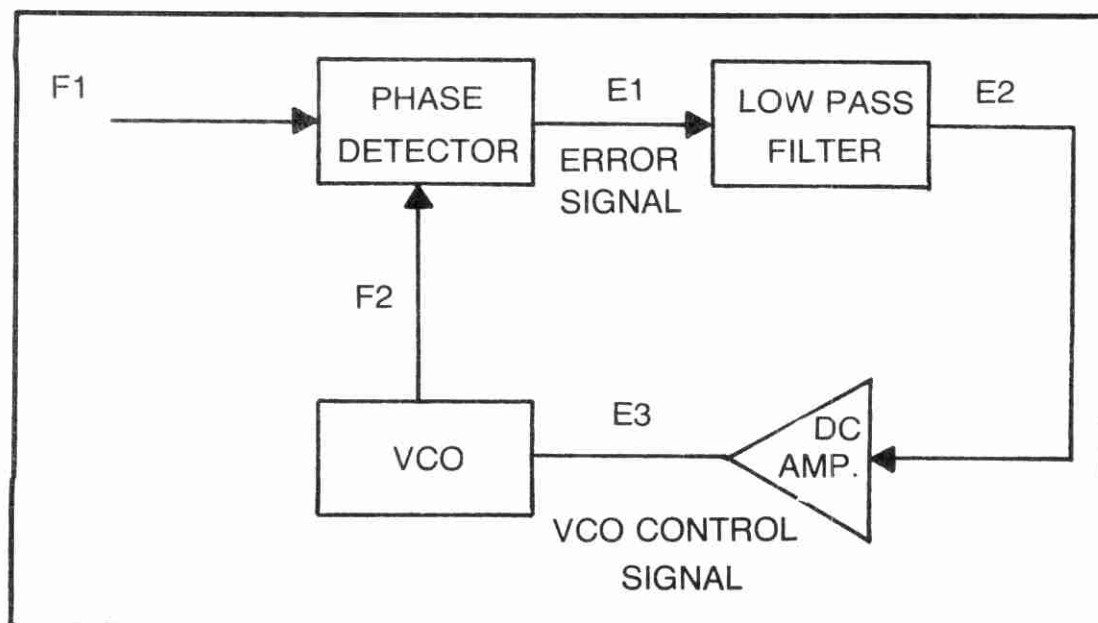 F1
PHASE
DETECTOR
E1
ERROR
SIGNAL
LOW PASS
FILTER
E2
F2
VCO
E3
DC
AMP.
VCO CONTROL
SIGNAL